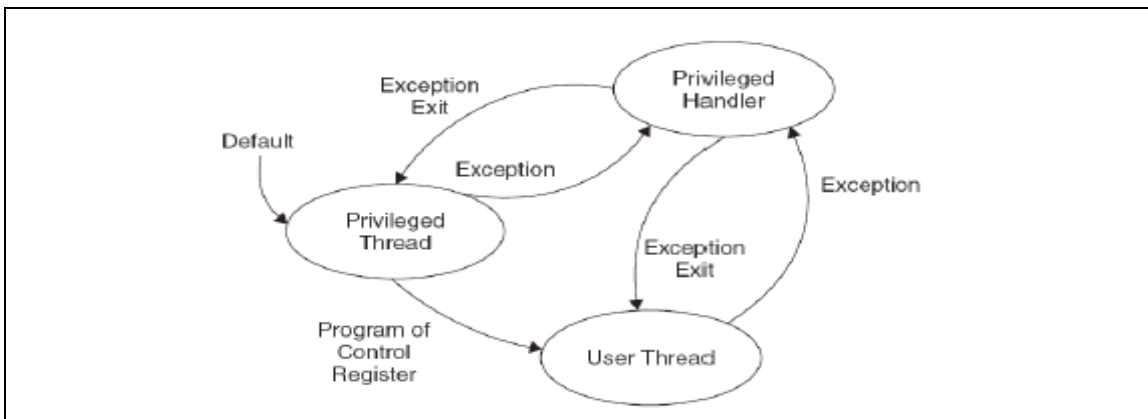 Privileged
Handler
Exception
Exit
Default
Exception
Exception
Privileged
Thread
Exception
Exit
Program of
Control
Register
User Thread